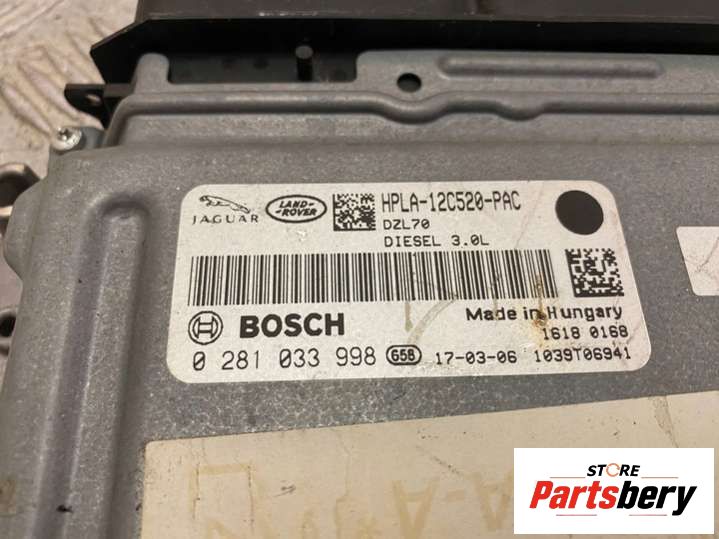 JAGUAR
LAND-
ROVER
HPLA-12C520-PAC
DZL70
DIESEL 3.0L
Made in Hungary
1618 0168
BOSCH
0 281 033 998 G58 17-03-06 1039T06941
STORE
Partsbery